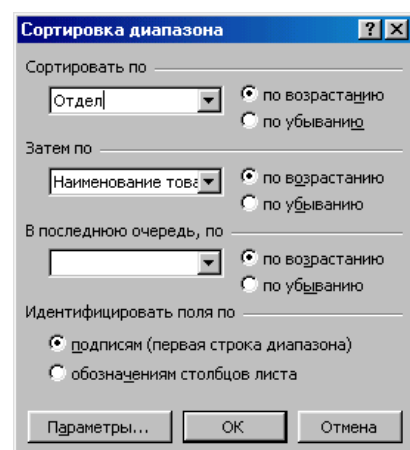 Сортировка диапазона
Сортировать по
Отдел
по возрастанию
по убыванию
Затем по
Наименование това
по возрастанию
по убыванию
В последнюю очередь, по
по возрастанию
по убыванию
Идентифицировать поля по
подписям (первая строка диапазона)
обозначениям столбцов листа
Параметры... ОК Отмена